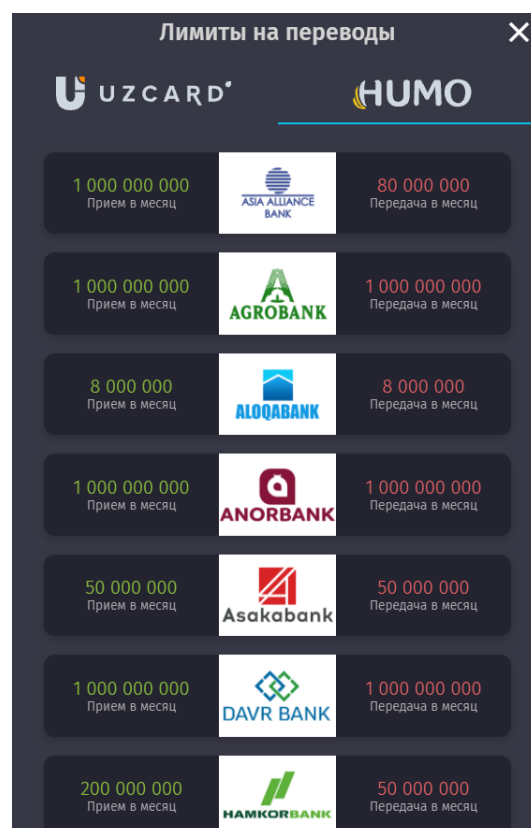 Лимиты на переводы ✕
UZCARD HUMO
1 000 000 000 ASIA ALLIANCE 80 000 000
Прием в месяц BANK Передача в месяц
1 000 000 000 AGROBANK 1 000 000 000
Прием в месяц Передача в месяц
8 000 000 ALOQABANK 8 000 000
Прием в месяц Передача в месяц
1 000 000 000 ANORBANK 1 000 000 000
Прием в месяц Передача в месяц
50 000 000 Asakabank 50 000 000
Прием в месяц Передача в месяц
1 000 000 000 DAVR BANK 1 000 000 000
Прием в месяц Передача в месяц
200 000 000 HAMKORBANK 50 000 000
Прием в месяц Передача в месяц